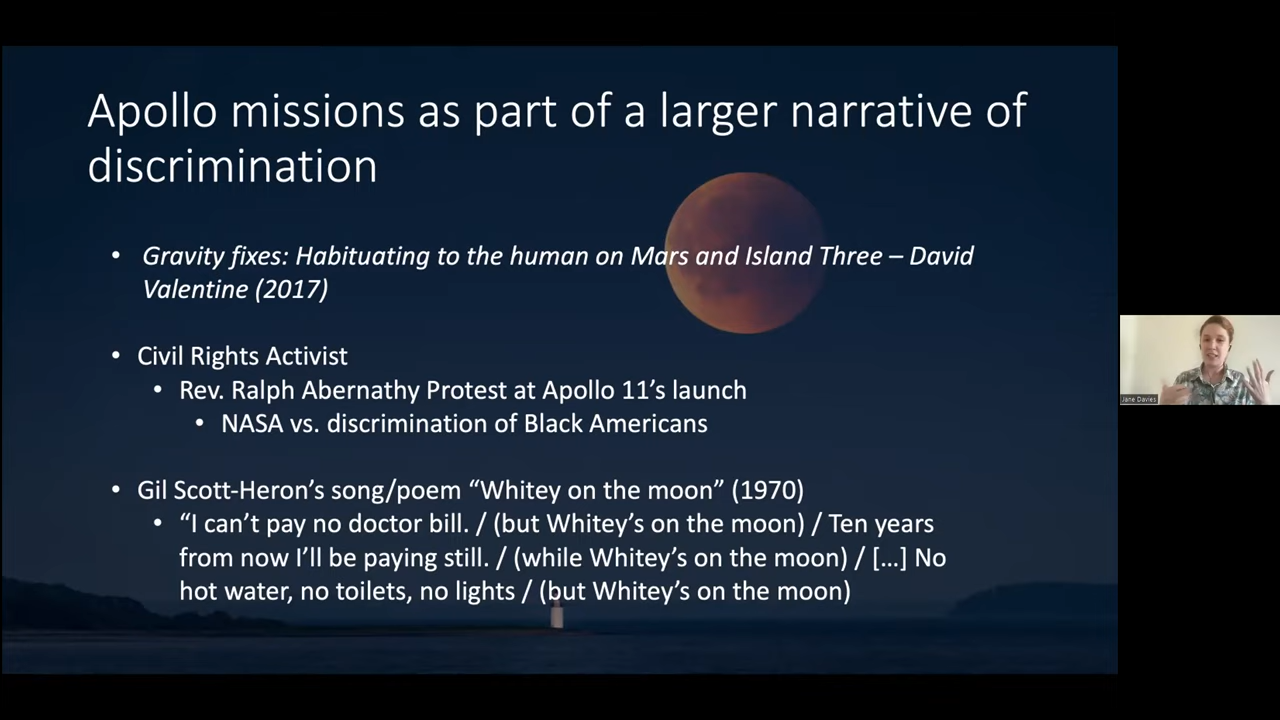 Apollo missions as part of a larger narrative of
discrimination
• Gravity fixes: Habituating to the human on Mars and Island Three – David
Valentine (2017)
• Civil Rights Activist
• Rev. Ralph Abernathy Protest at Apollo 11’s launch
• NASA vs. discrimination of Black Americans
• Gil Scott-Heron’s song/poem “Whitey on the moon” (1970)
• “I can’t pay no doctor bill. / (but Whitey’s on the moon) / Ten years
from now I’ll be paying still. / (while Whitey’s on the moon) / […] No
hot water, no toilets, no lights / (but Whitey’s on the moon)
Jane Davies